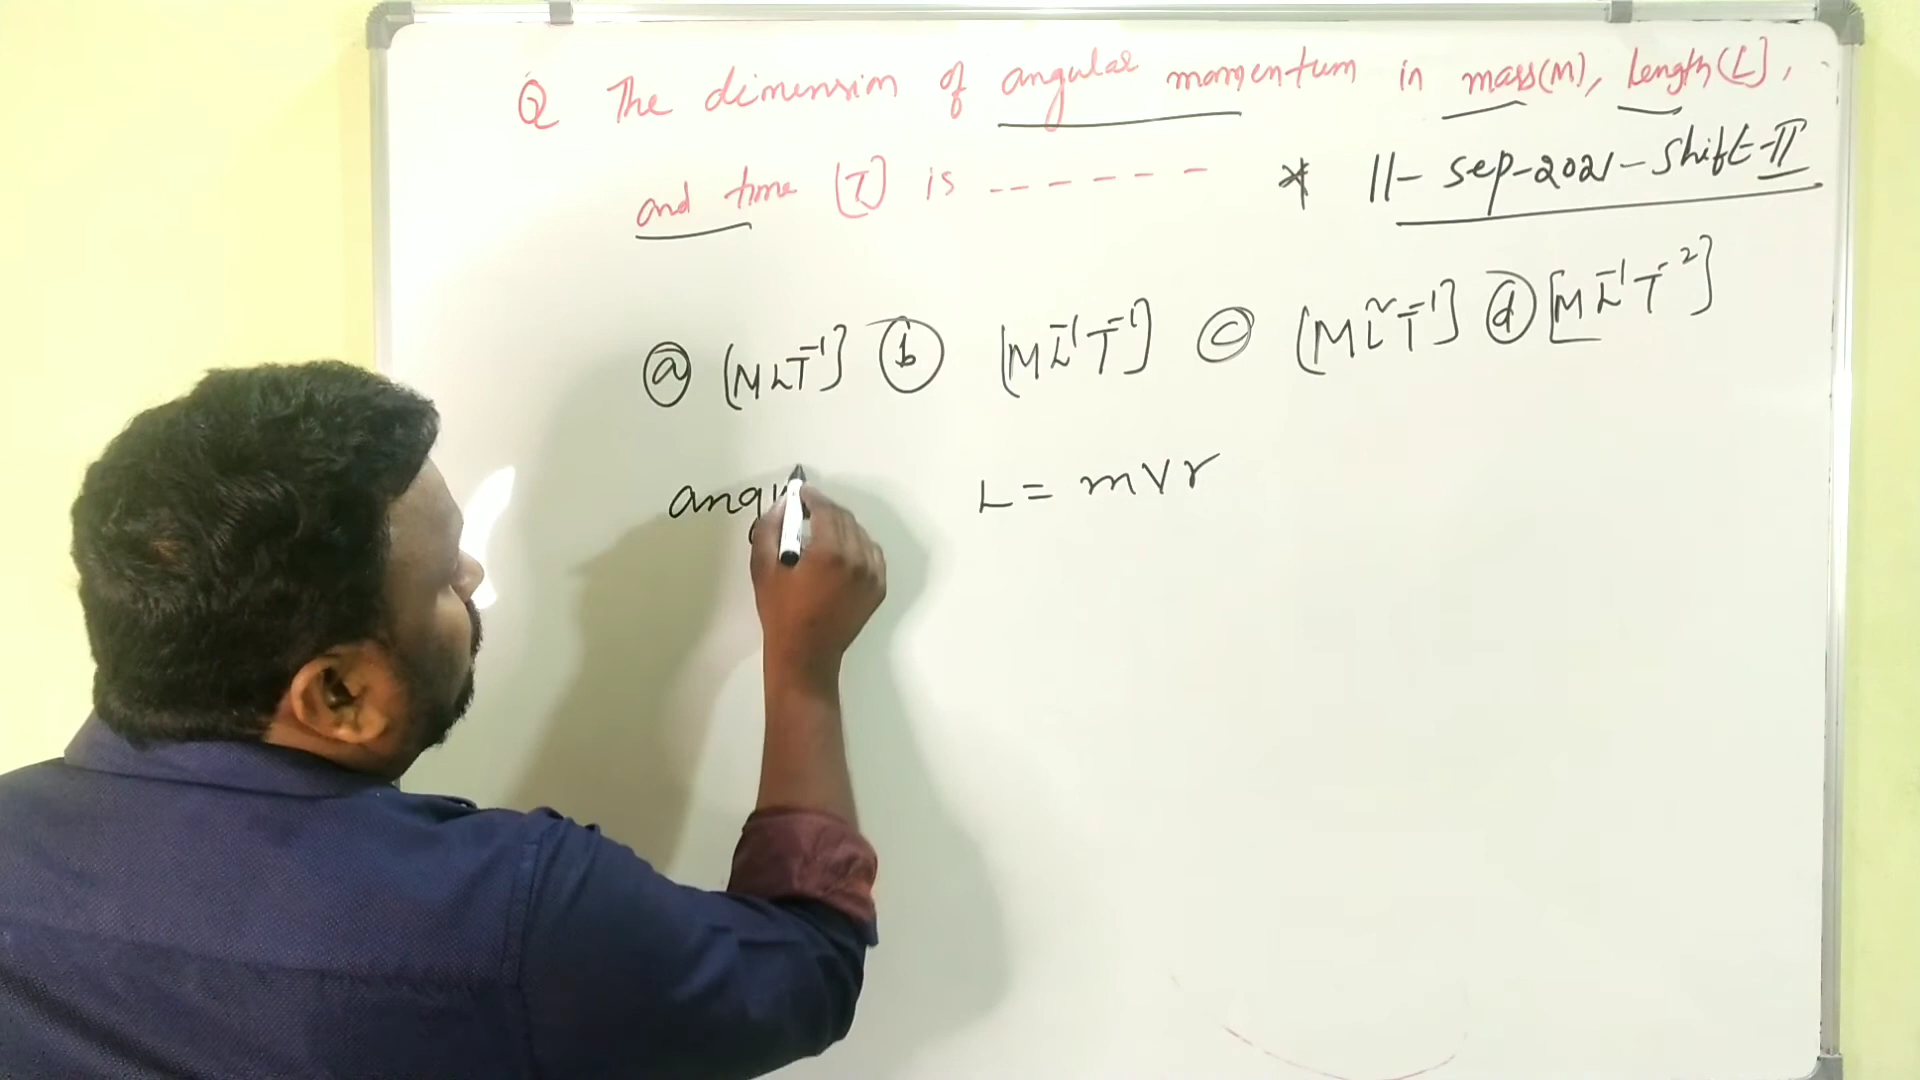 Q The dimension of angular momentum in mass(M), Length(L],
and time [T] is ------ * 11-Sep-2021-Shift-II
ⓐ [MLT⁻¹] ⓑ [ML⁻¹T⁻¹] ⓒ [ML²T⁻¹] ⓓ [ML⁻¹T⁻²]
angu L = mvr